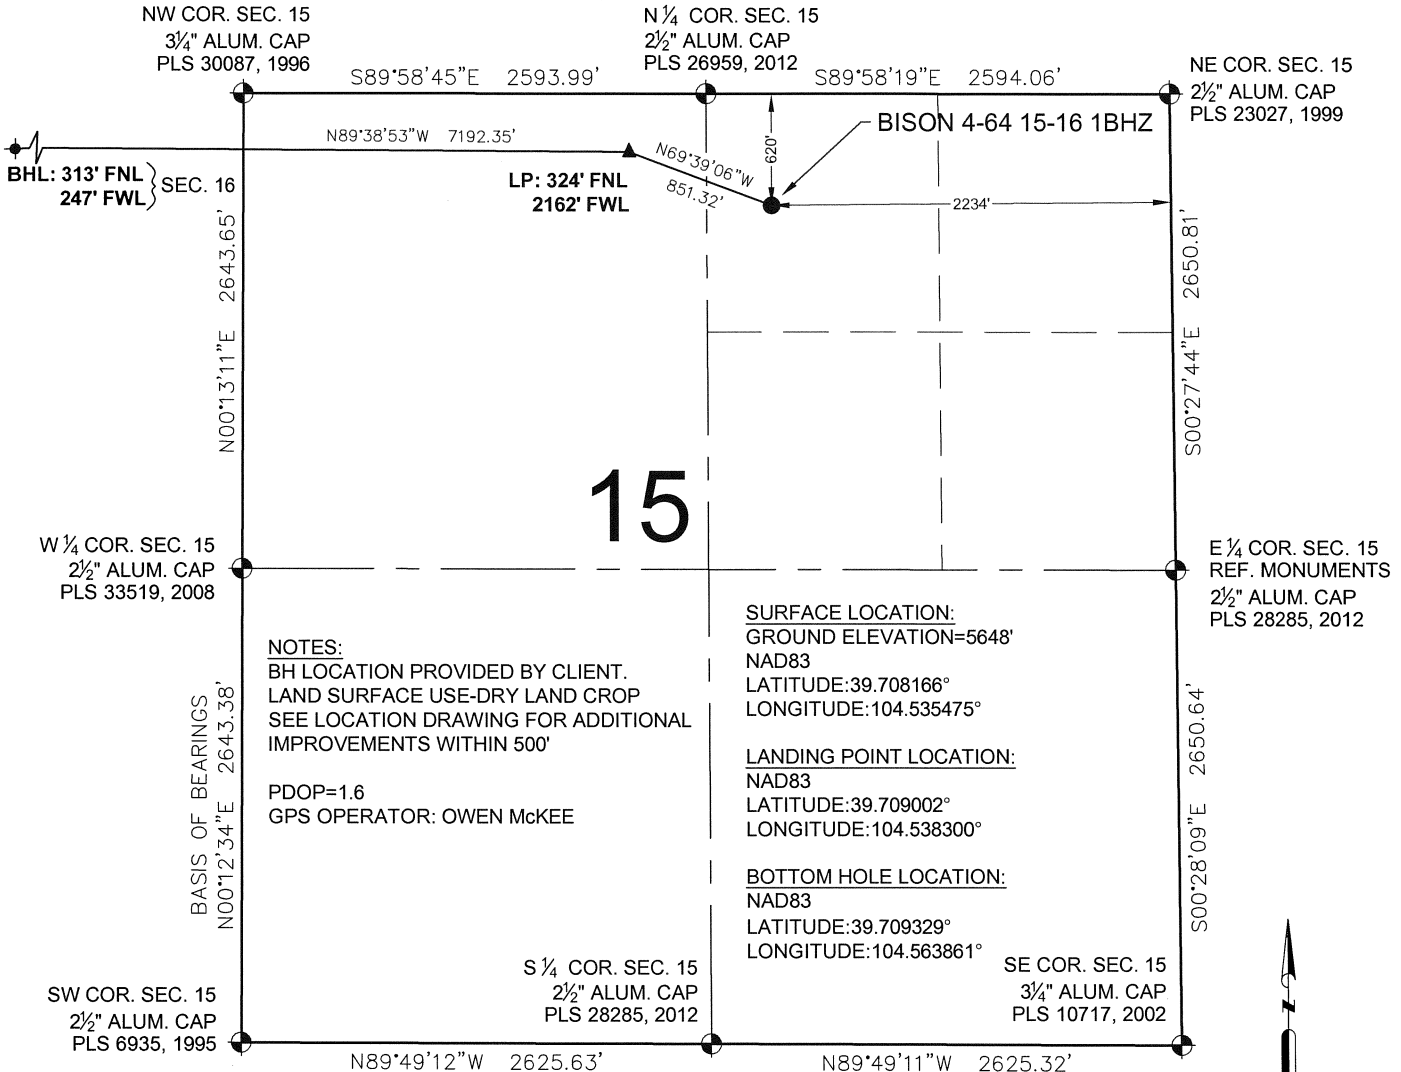 NW COR. SEC. 15
3¼" ALUM. CAP
PLS 30087, 1996
N ¼ COR. SEC. 15
2½" ALUM. CAP
PLS 26959, 2012
NE COR. SEC. 15
2½" ALUM. CAP
PLS 23027, 1999
S89°58'45"E 2593.99'
S89°58'19"E 2594.06'
N89°38'53"W 7192.35'
BISON 4-64 15-16 1BHZ
620'
N69°39'06"W
851.32'
BHL: 313' FNL
247' FWL
SEC. 16
LP: 324' FNL
2162' FWL
2234'
N00°13'11"E 2643.65'
S00°27'44"E 2650.81'
15
W ¼ COR. SEC. 15
2½" ALUM. CAP
PLS 33519, 2008
E ¼ COR. SEC. 15
REF. MONUMENTS
2½" ALUM. CAP
PLS 28285, 2012
NOTES:
BH LOCATION PROVIDED BY CLIENT.
LAND SURFACE USE-DRY LAND CROP
SEE LOCATION DRAWING FOR ADDITIONAL
IMPROVEMENTS WITHIN 500'
PDOP=1.6
GPS OPERATOR: OWEN McKEE
SURFACE LOCATION:
GROUND ELEVATION=5648'
NAD83
LATITUDE:39.708166°
LONGITUDE:104.535475°
LANDING POINT LOCATION:
NAD83
LATITUDE:39.709002°
LONGITUDE:104.538300°
BOTTOM HOLE LOCATION:
NAD83
LATITUDE:39.709329°
LONGITUDE:104.563861°
BASIS OF BEARINGS
N00°12'34"E 2643.38'
S00°28'09"E 2650.64'
SW COR. SEC. 15
2½" ALUM. CAP
PLS 6935, 1995
S ¼ COR. SEC. 15
2½" ALUM. CAP
PLS 28285, 2012
SE COR. SEC. 15
3¼" ALUM. CAP
PLS 10717, 2002
N89°49'12"W 2625.63'
N89°49'11"W 2625.32'
N